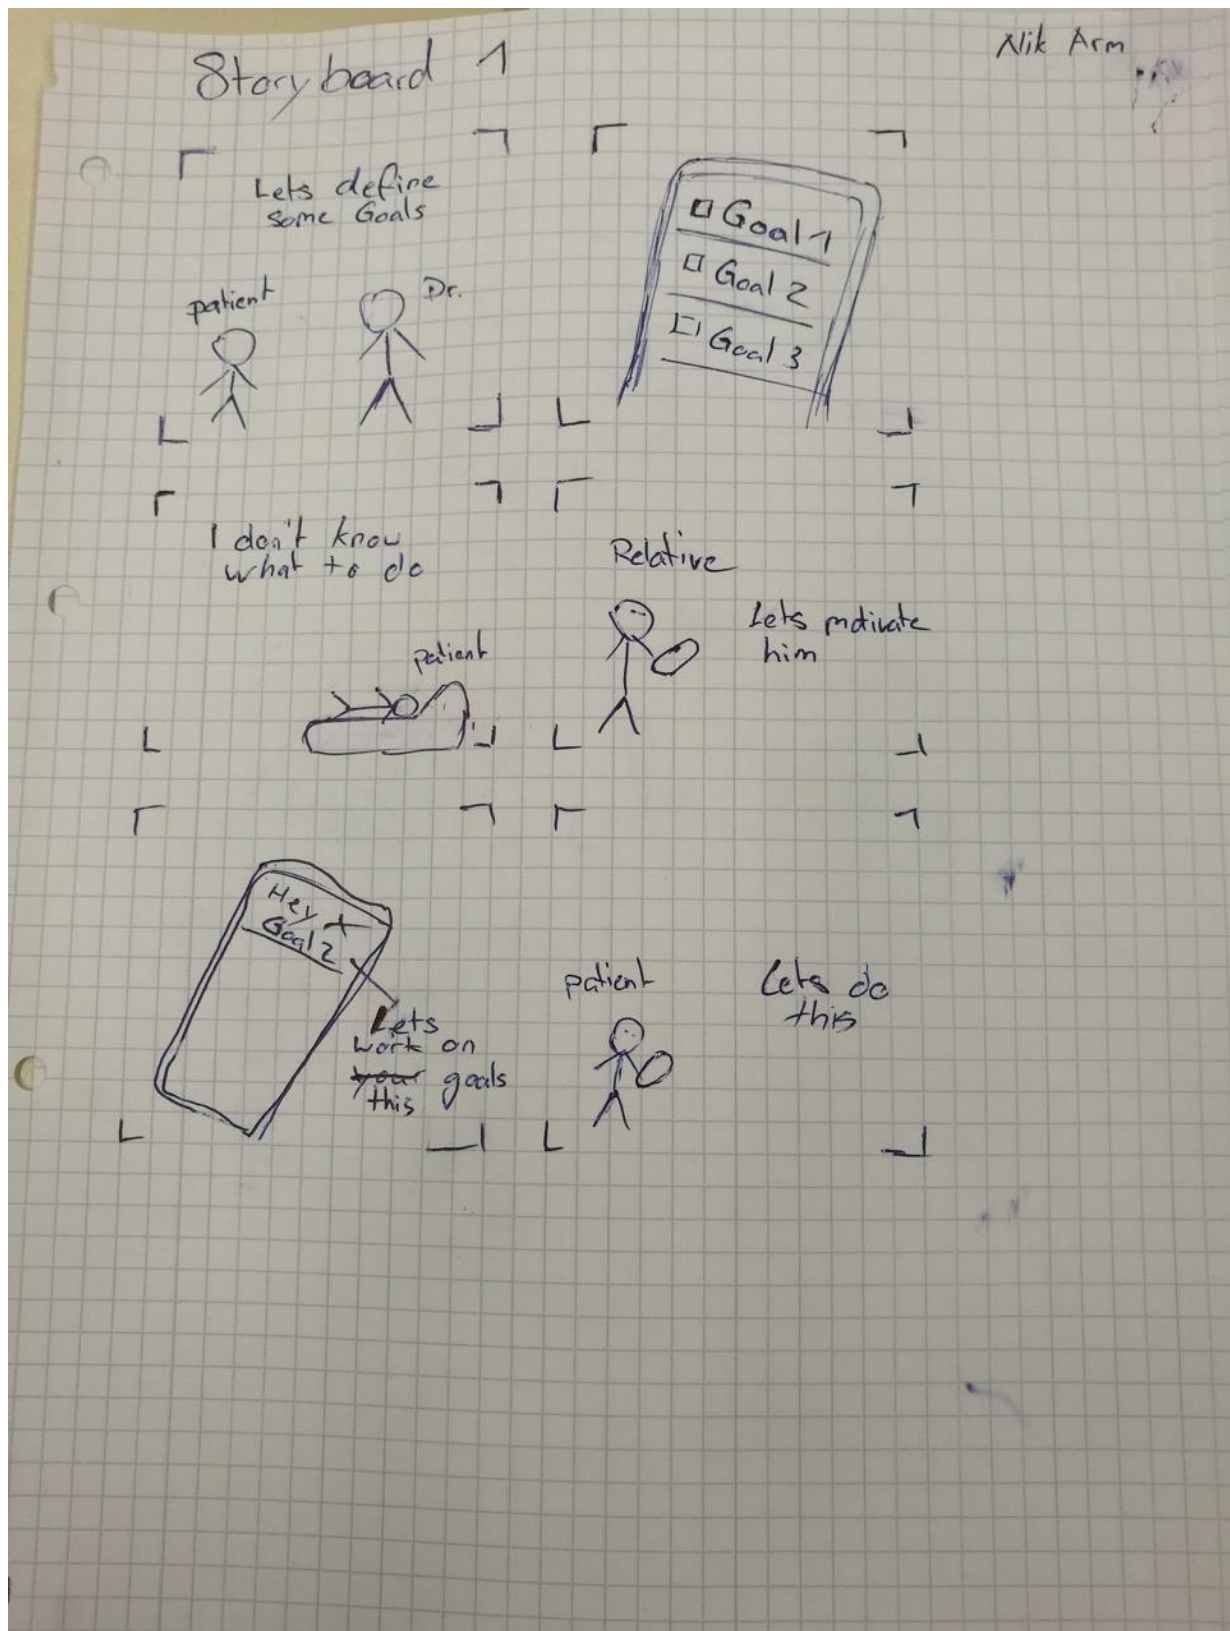 Storyboard 1
Nik Arm
Lets define
some Goals
patient
Dr.
Goal 1
Goal 2
Goal 3
I don't know
what to do
patient
Relative
Lets motivate
him
Hey
Goal 2
Lets
work on
your goals
this
patient
Lets do
this